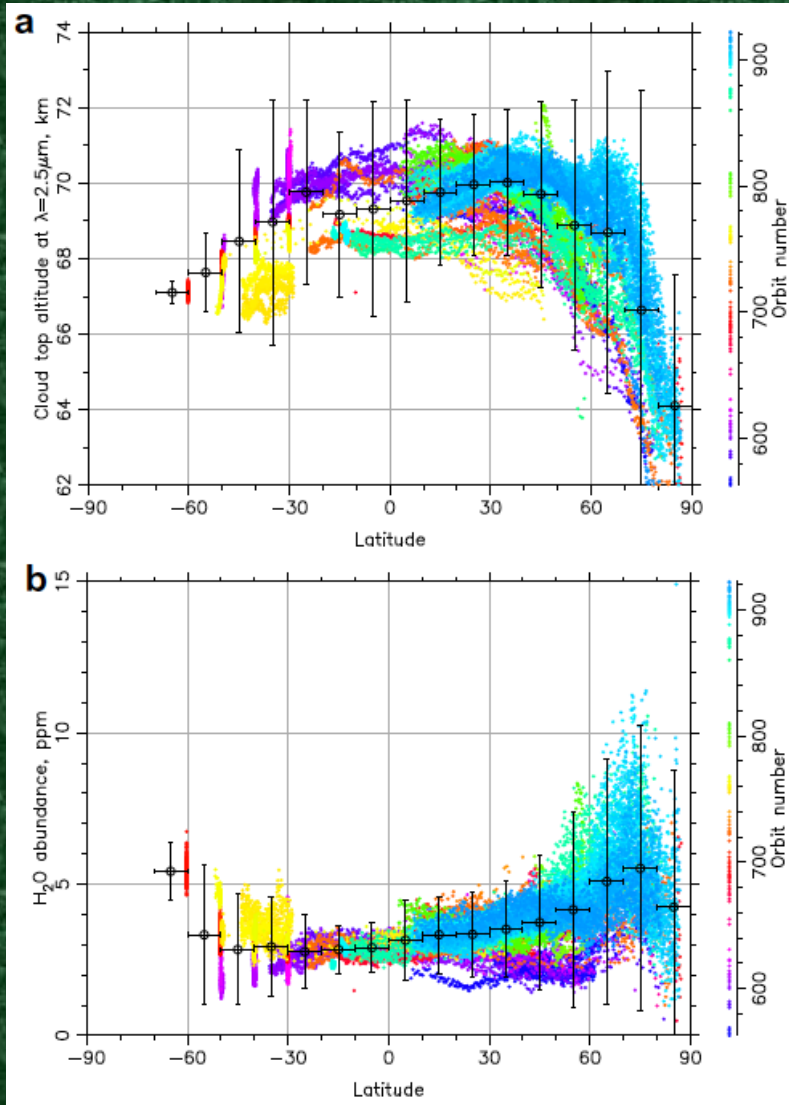 a
74
72
70
68
66
64
62
Cloud top altitude at λ=2.5μm, km
−90 −60 −30 0 30 60 90
Latitude
900
800
700
600
Orbit number
b
15
10
5
0
H₂O abundance, ppm
−90 −60 −30 0 30 60 90
Latitude
900
800
700
600
Orbit number